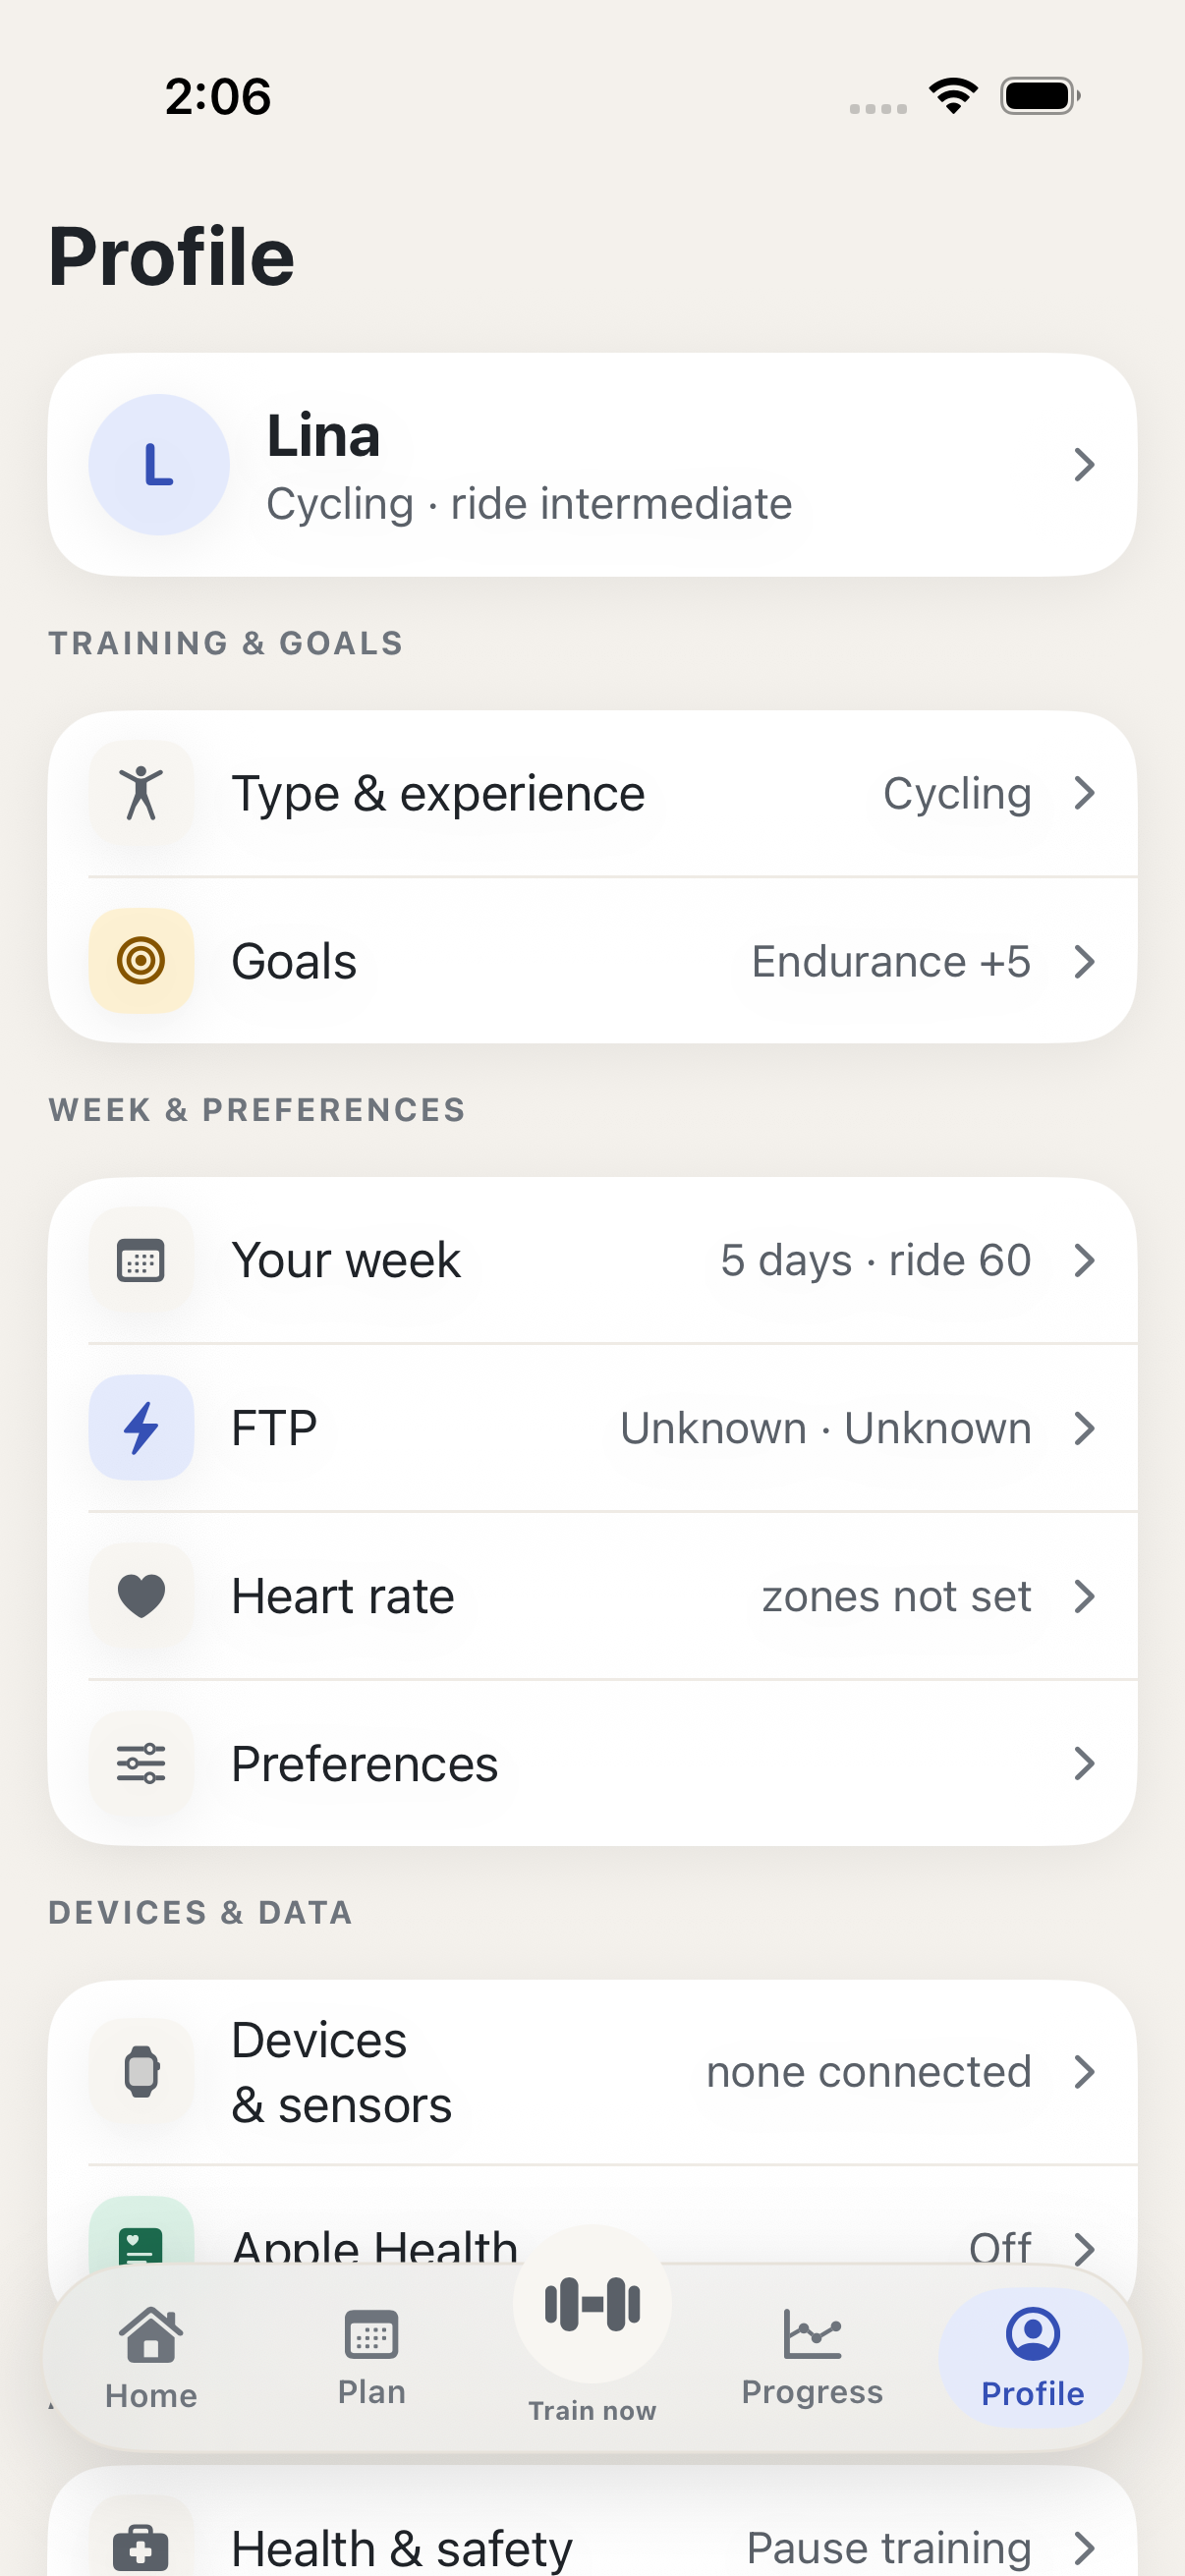 2:06
Profile
L
Lina
Cycling · ride intermediate
TRAINING & GOALS
Type & experience
Cycling
Goals
Endurance +5
WEEK & PREFERENCES
Your week
5 days · ride 60
FTP
Unknown · Unknown
Heart rate
zones not set
Preferences
DEVICES & DATA
Devices
& sensors
none connected
Apple Health
Off
Home
Plan
Train now
Progress
Profile
Health & safety
Pause training